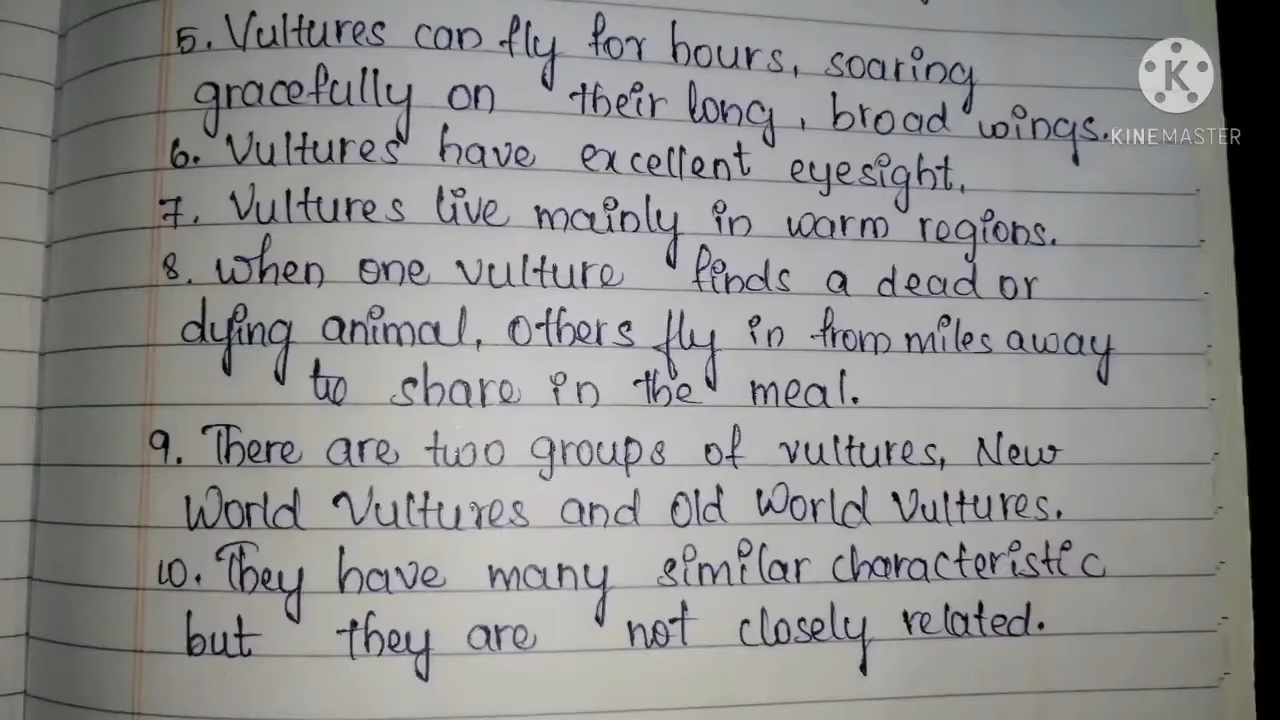 5. Vultures can fly for hours, soaring
gracefully on their long, broad wings.
KINEMASTER
6. Vultures have excellent eyesight.
7. Vultures live mainly in warm regions.
8. When one vulture finds a dead or
dying animal, others fly in from miles away
to share in the meal.
9. There are two groups of vultures, New
World Vultures and Old World Vultures.
10. They have many similar characteristic
but they are not closely related.